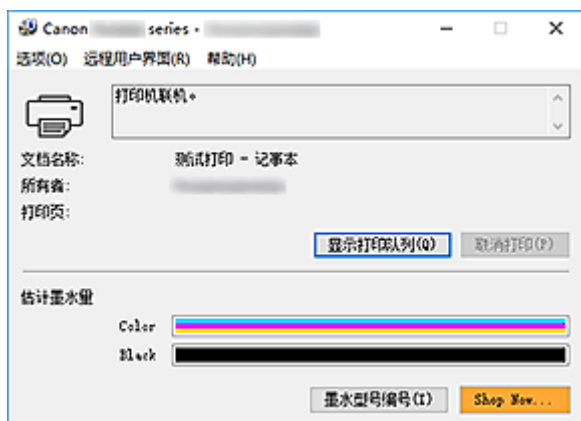 Canon series -
选项(O) 远程用户界面(R) 帮助(H)
打印机联机。
文档名称: 测试打印 - 记事本
所有者:
打印页:
显示打印队列(Q) 取消打印(P)
估计墨水量
Color
Black
墨水型号编号(I) Shop Now...